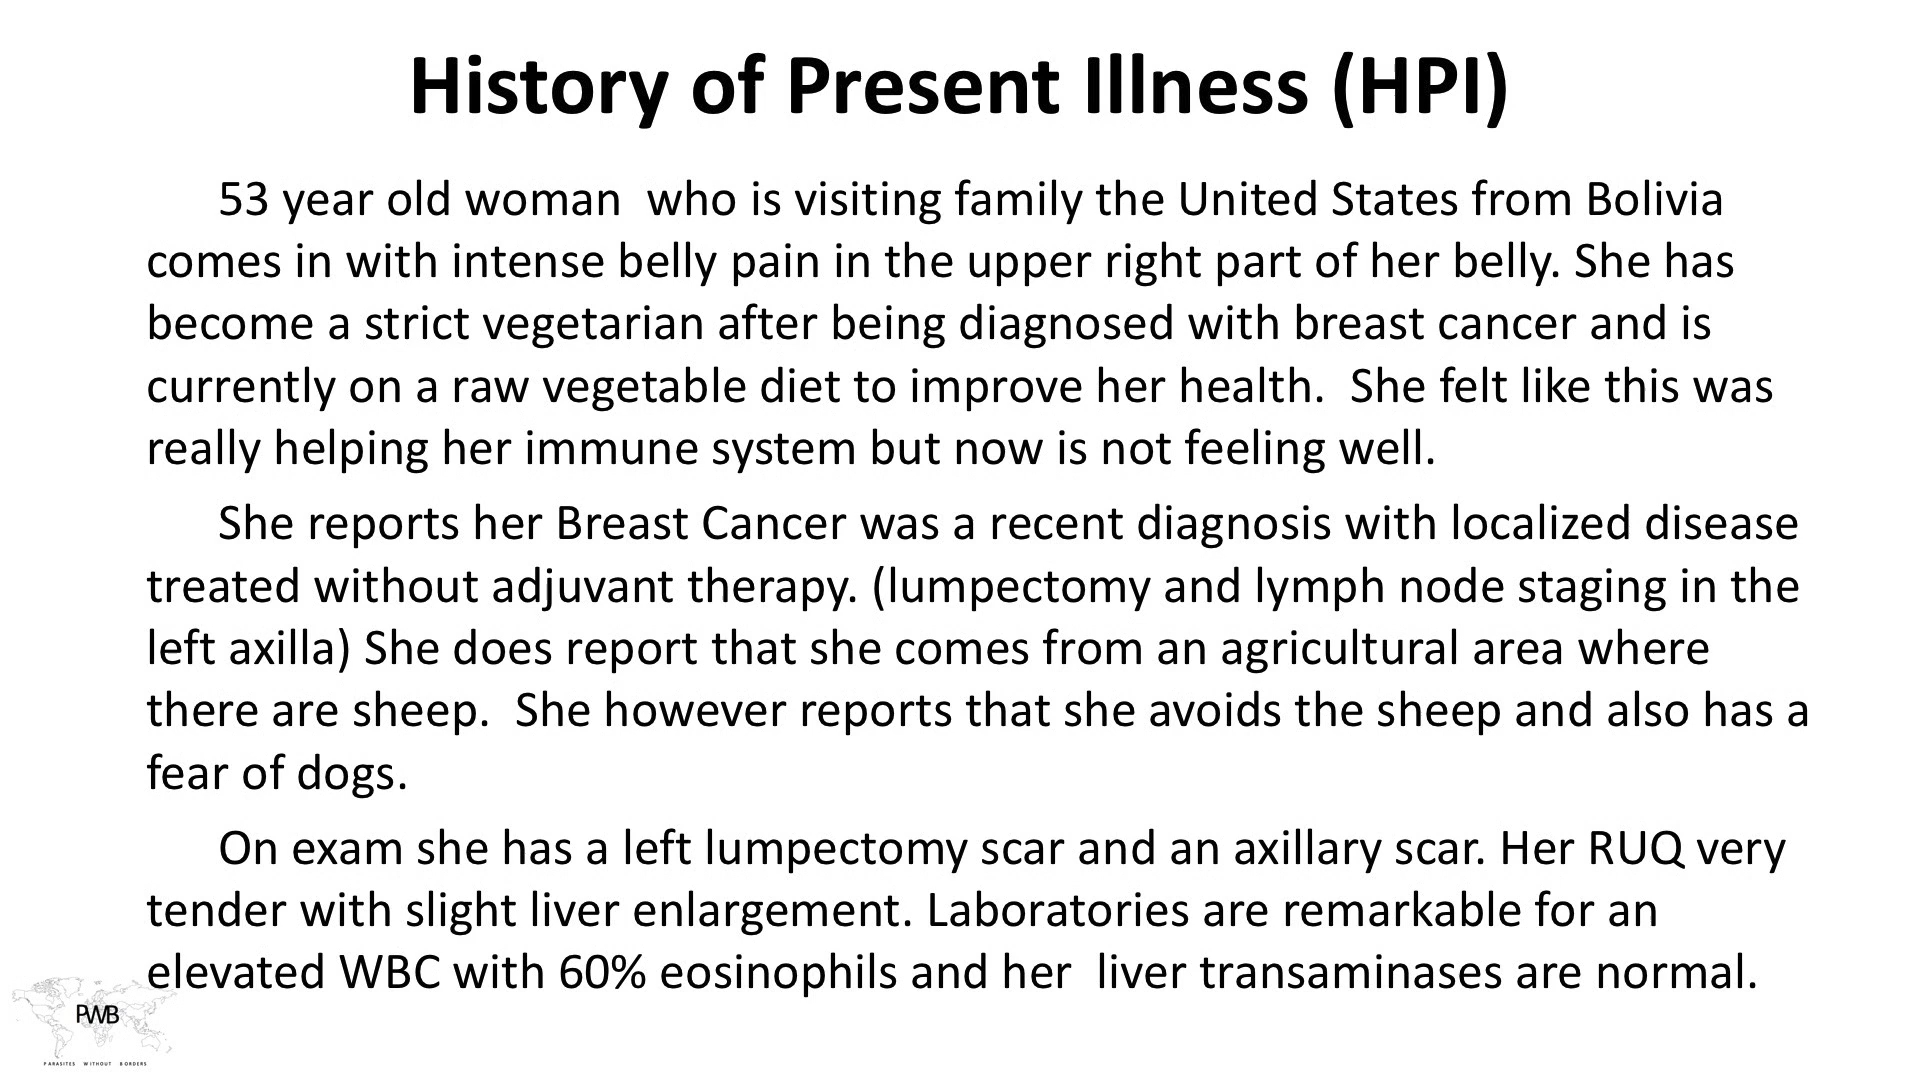 History of Present Illness (HPI)
53 year old woman  who is visiting family the United States from Bolivia
comes in with intense belly pain in the upper right part of her belly. She has
become a strict vegetarian after being diagnosed with breast cancer and is
currently on a raw vegetable diet to improve her health.  She felt like this was
really helping her immune system but now is not feeling well.
She reports her Breast Cancer was a recent diagnosis with localized disease
treated without adjuvant therapy. (lumpectomy and lymph node staging in the
left axilla) She does report that she comes from an agricultural area where
there are sheep.  She however reports that she avoids the sheep and also has a
fear of dogs.
On exam she has a left lumpectomy scar and an axillary scar. Her RUQ very
tender with slight liver enlargement. Laboratories are remarkable for an
elevated WBC with 60% eosinophils and her  liver transaminases are normal.
PWB
PARASITES WITHOUT BORDERS